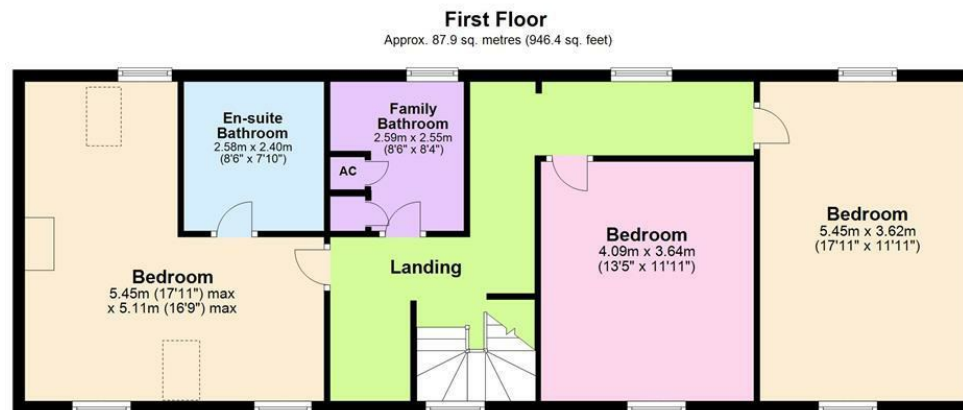 First Floor
Approx. 87.9 sq. metres (946.4 sq. feet)
En-suite
Bathroom
2.58m x 2.40m
(8'6" x 7'10")
Family
Bathroom
2.59m x 2.55m
(8'6" x 8'4")
AC
Bedroom
5.45m (17'11") max
x 5.11m (16'9") max
Landing
Bedroom
4.09m x 3.64m
(13'5" x 11'11")
Bedroom
5.45m x 3.62m
(17'11" x 11'11")